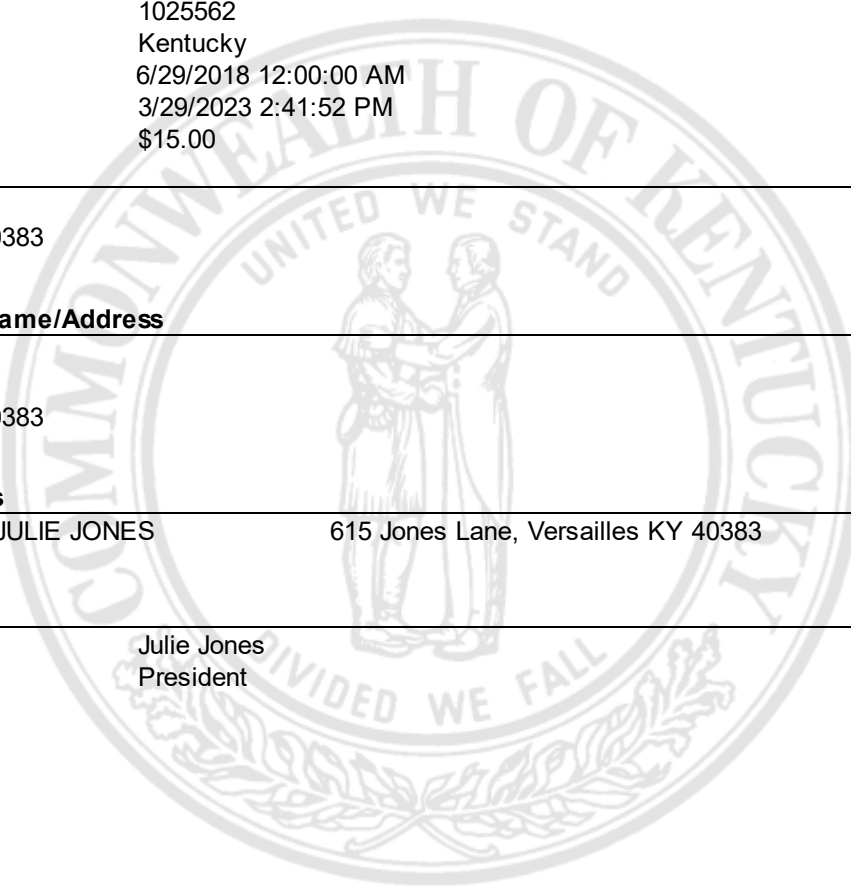 1025562
Kentucky
6/29/2018 12:00:00 AM
3/29/2023 2:41:52 PM
$15.00
0383
ame/Address
0383
s
JULIE JONES 615 Jones Lane, Versailles KY 40383
Julie Jones
President
COMMONWEALTH OF KENTUCKY
UNITED WE STAND
DIVIDED WE FALL